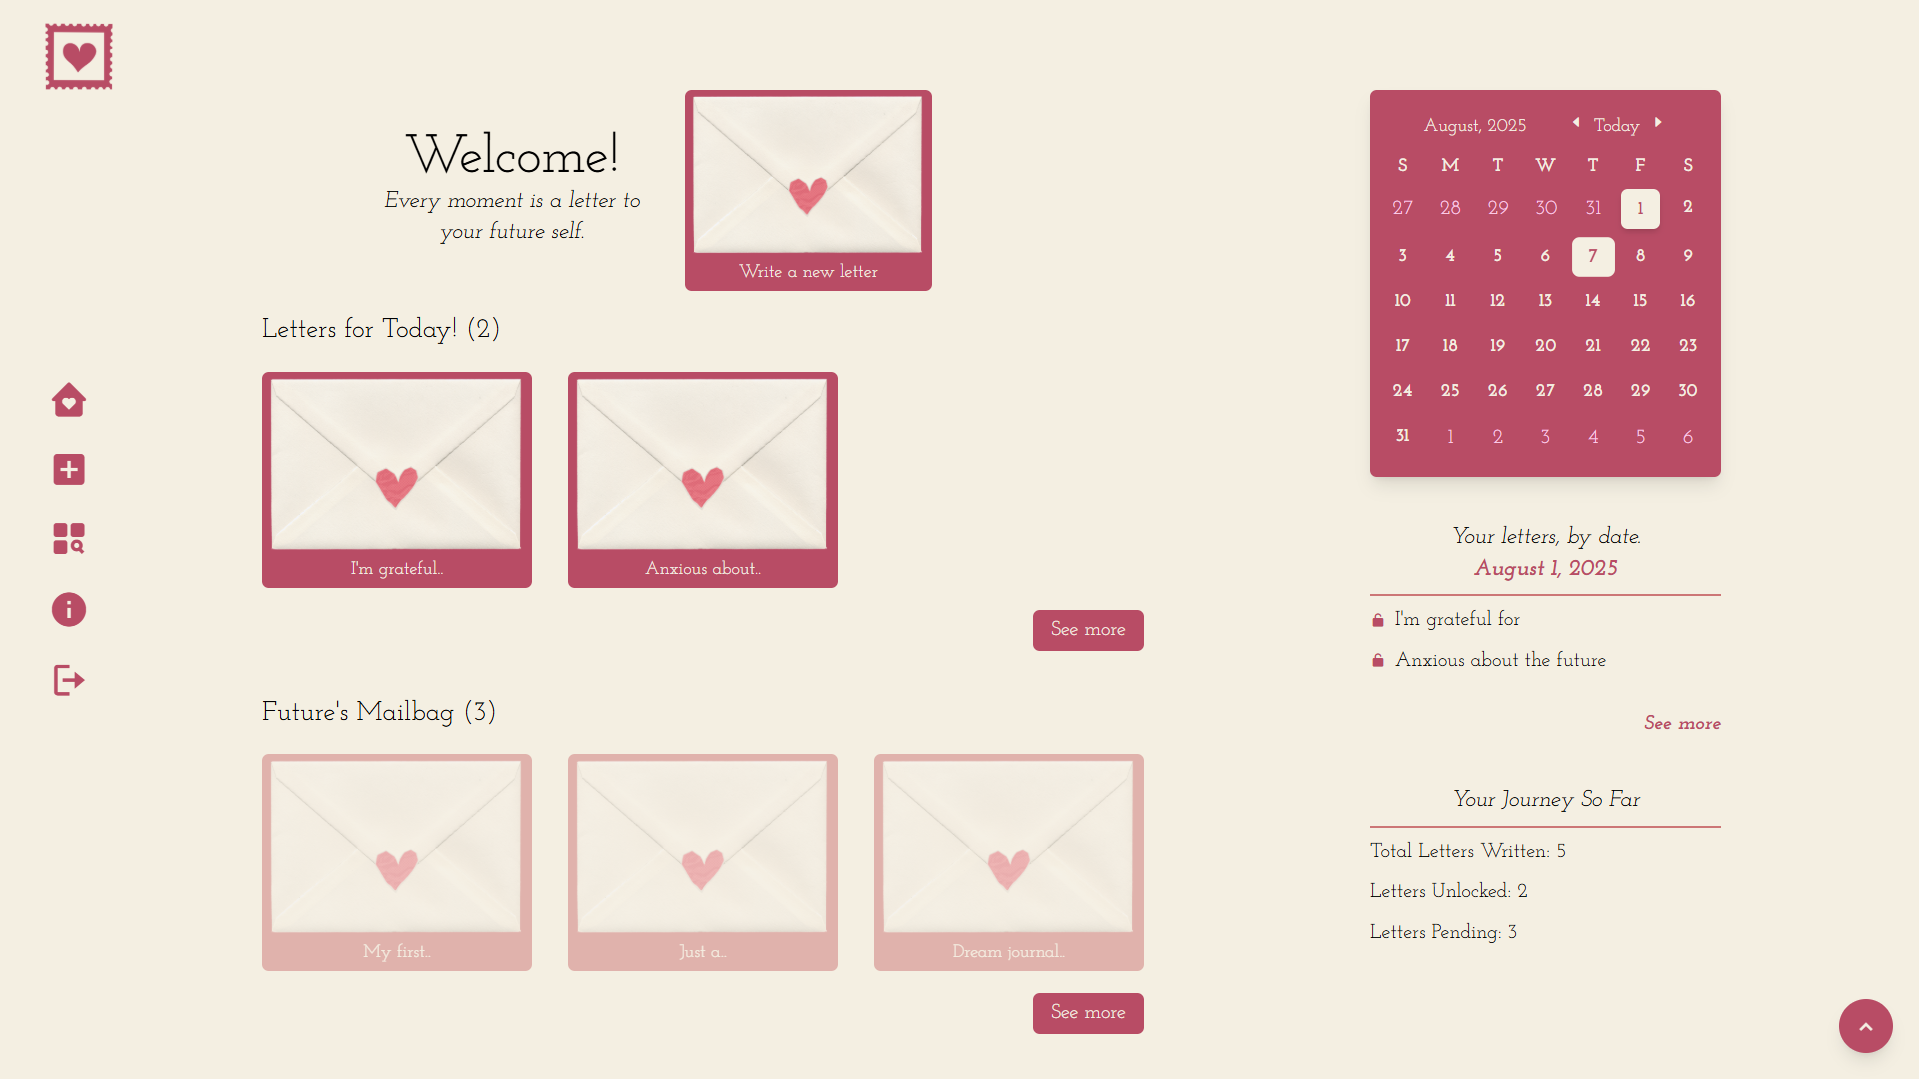 Welcome!
Every moment is a letter to
your future self.
Write a new letter
Letters for Today! (2)
I'm grateful..
Anxious about..
See more
Future's Mailbag (3)
My first..
Just a..
Dream journal..
See more
August, 2025 Today
S M T W T F S
27 28 29 30 31 1 2
3 4 5 6 7 8 9
10 11 12 13 14 15 16
17 18 19 20 21 22 23
24 25 26 27 28 29 30
31 1 2 3 4 5 6
Your letters, by date.
August 1, 2025
I'm grateful for
Anxious about the future
See more
Your Journey So Far
Total Letters Written: 5
Letters Unlocked: 2
Letters Pending: 3